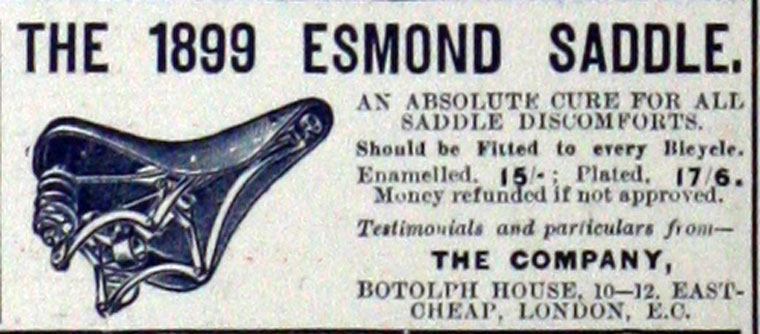 THE 1899 ESMOND SADDLE.
AN ABSOLUTE CURE FOR ALL
SADDLE DISCOMFORTS.
Should be Fitted to every Bicycle.
Enamelled, 15/-; Plated, 17/6.
Money refunded if not approved.
Testimonials and particulars from—
THE COMPANY,
BOTOLPH HOUSE, 10—12, EAST-
CHEAP, LONDON, E.C.